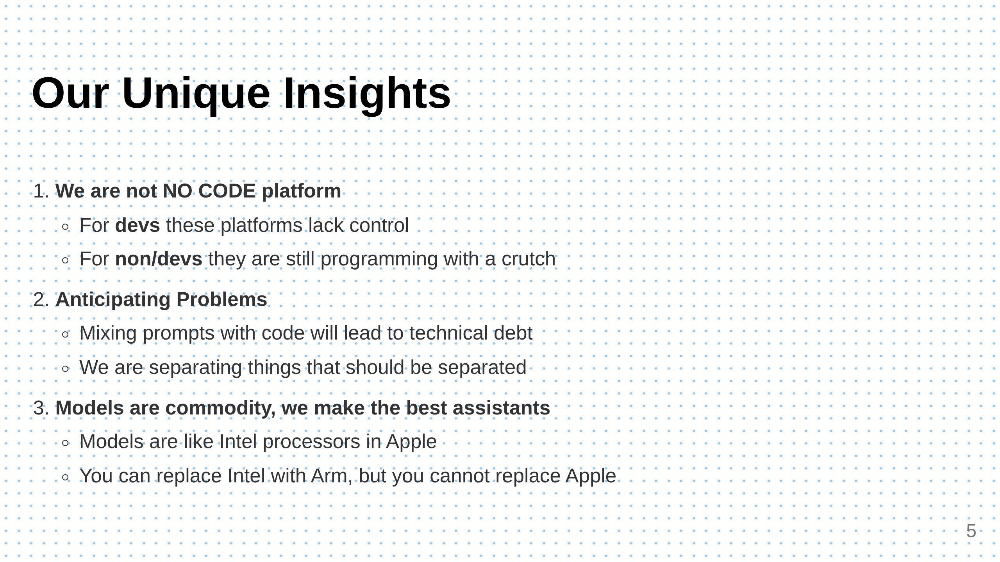 Our Unique Insights
1. We are not NO CODE platform
○ For devs these platforms lack control
○ For non/devs they are still programming with a crutch
2. Anticipating Problems
○ Mixing prompts with code will lead to technical debt
○ We are separating things that should be separated
3. Models are commodity, we make the best assistants
○ Models are like Intel processors in Apple
○ You can replace Intel with Arm, but you cannot replace Apple
5